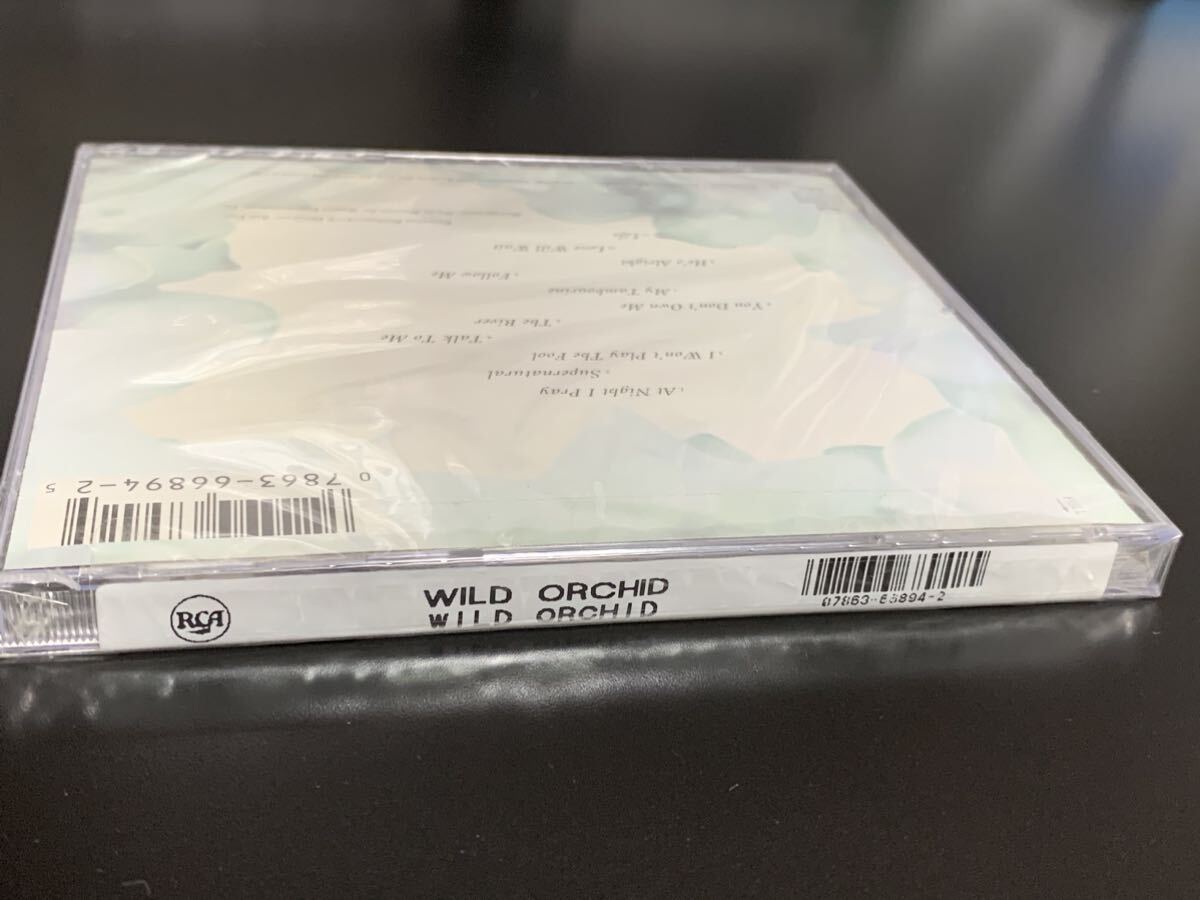 At Night I Pray
Supernatural
I Won't Play The Fool
Talk To Me
The River
You Don't Own Me
My Tambourine
Follow Me
He's Alright
Love Will Wait
Life
0 7863-66894-2 5
RCA
WILD ORCHID
WILD ORCHID
07863-66894-2